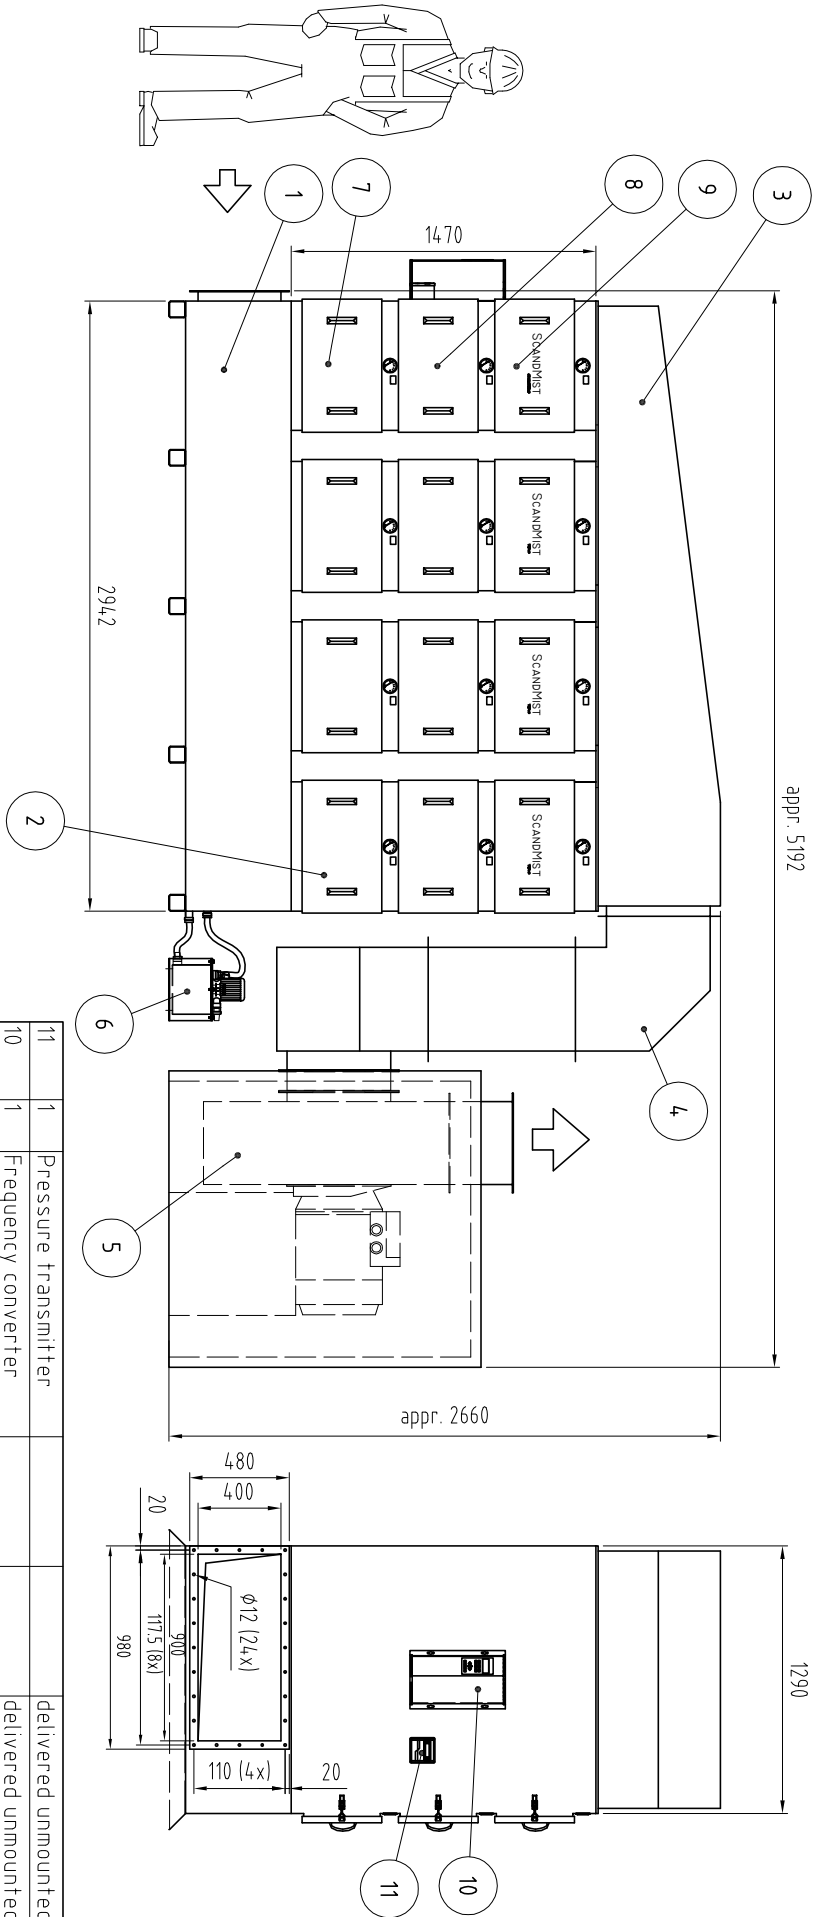 3
9
8
7
1
1470
appr. 5192
2942
2
SCANDMIST
SCANDMIST
SCANDMIST
SCANDMIST
6
4
5
appr. 2660
1290
480
400
20
Ø12 (24x)
900
117.5 (8x)
980
110 (4x)
20
10
11
11 1 Pressure transmitter delivered unmounted
10 1 Frequency converter delivered unmounted